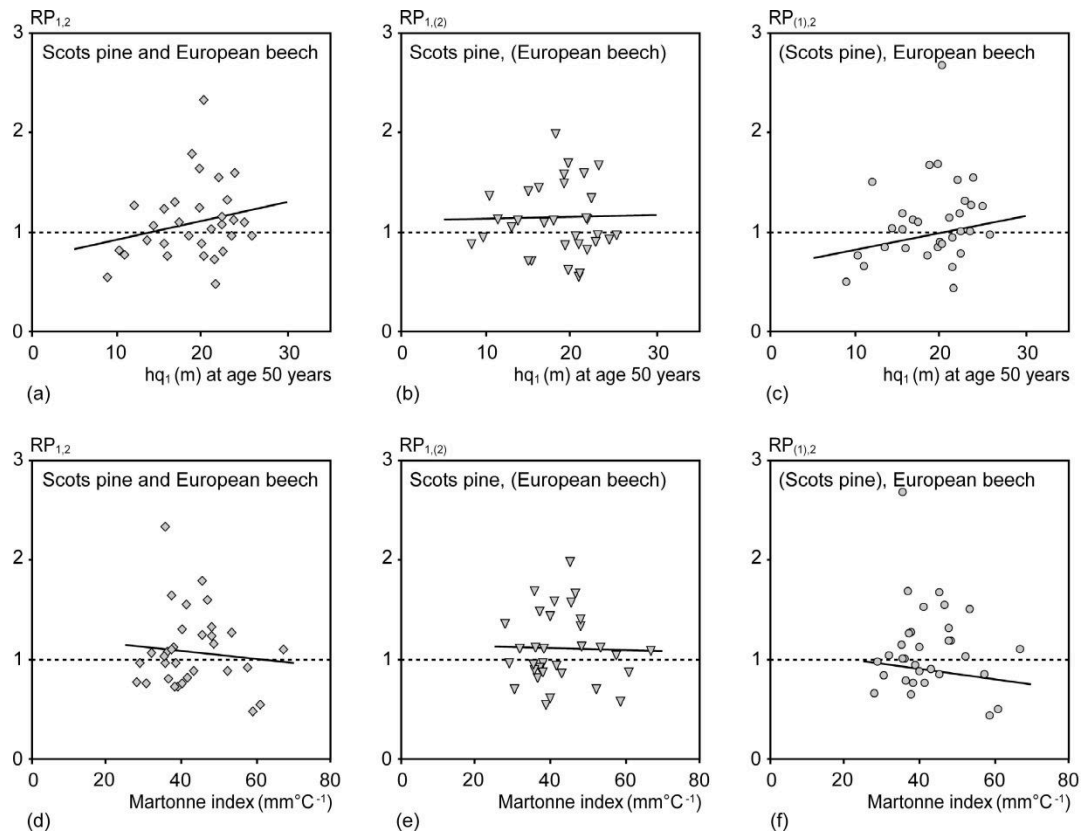 RP1,2
3
Scots pine and European beech
2
1
0
0 10 20 30
hq1 (m) at age 50 years
(a)
RP1,(2)
3
Scots pine, (European beech)
2
1
0
0 10 20 30
hq1 (m) at age 50 years
(b)
RP(1),2
3
(Scots pine), European beech
2
1
0
0 10 20 30
hq1 (m) at age 50 years
(c)
RP1,2
3
Scots pine and European beech
2
1
0
0 20 40 60 80
Martonne index (mm°C-1)
(d)
RP1,(2)
3
Scots pine, (European beech)
2
1
0
0 20 40 60 80
Martonne index (mm°C-1)
(e)
RP(1),2
3
(Scots pine), European beech
2
1
0
0 20 40 60 80
Martonne index (mm°C-1)
(f)